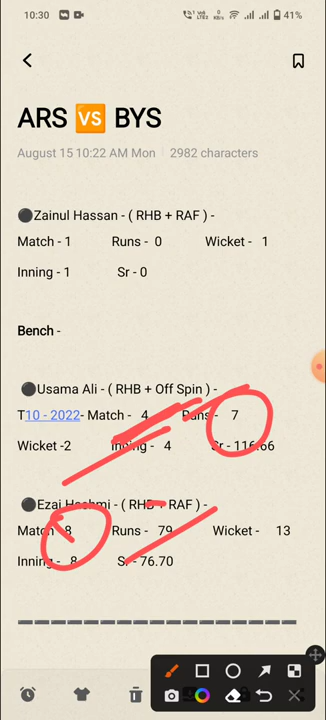 10:30 41%
ARS VS BYS
August 15 10:22 AM Mon | 2982 characters
⚫Zainul Hassan - ( RHB + RAF ) -
Match - 1 Runs - 0 Wicket - 1
Inning - 1 Sr - 0
Bench -
⚫Usama Ali - ( RHB + Off Spin ) -
T10 - 2022- Match - 4 Runs - 7
Wicket -2 Inning - 4 Sr - 116.66
⚫Ezai Hashmi - ( RHB + RAF ) -
Match - 8 Runs - 79 Wicket - 13
Inning - 8 Sr - 76.70